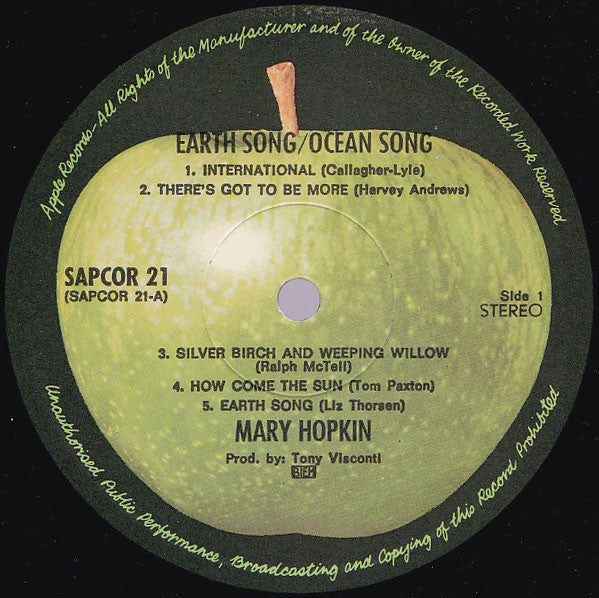 Apple Records-All Rights of the Manufacturer and of the Owner of the Recorded Work Reserved
EARTH SONG/OCEAN SONG
1. INTERNATIONAL (Callagher-Lyle)
2. THERE'S GOT TO BE MORE (Harvey Andrews)
SAPCOR 21
(SAPCOR 21-A)
Side 1
STEREO
3. SILVER BIRCH AND WEEPING WILLOW
(Ralph McTell)
4. HOW COME THE SUN (Tom Paxton)
5. EARTH SONG (Liz Thorsen)
MARY HOPKIN
Prod. by: Tony Visconti
BIEM
Unauthorised Public Performance, Broadcasting and Copying of this Record Prohibited